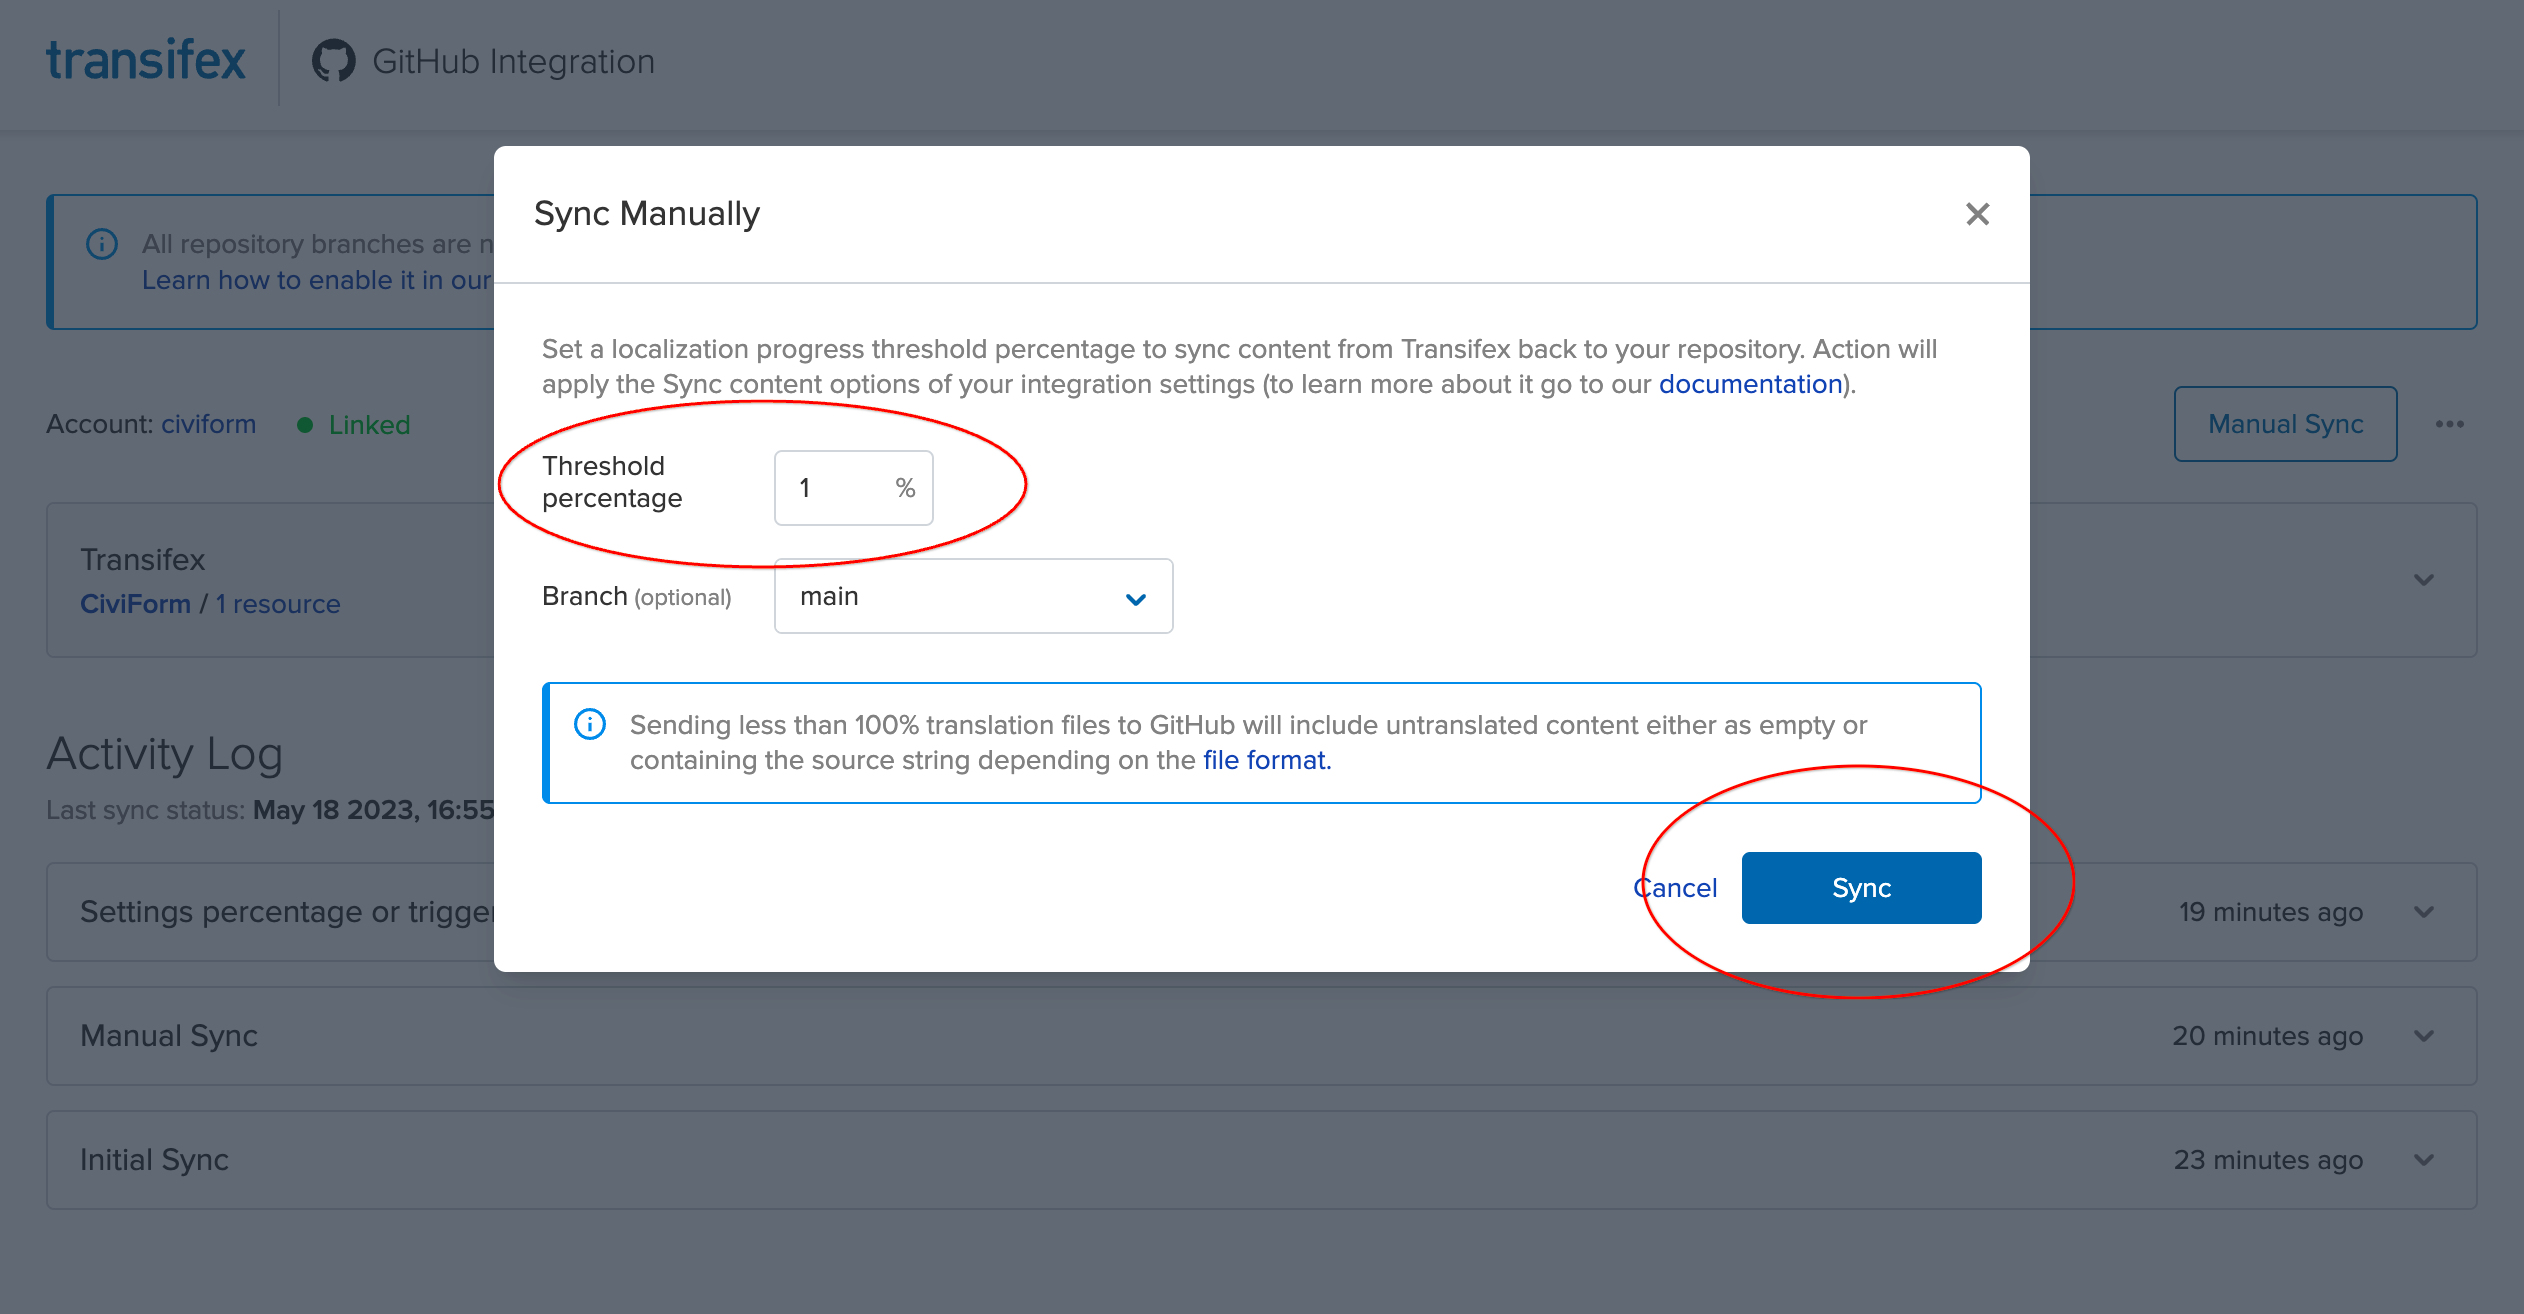 transifex
GitHub Integration
Sync Manually
All repository branches are
Learn how to enable it in our
Set a localization progress threshold percentage to sync content from Transifex back to your repository. Action will
apply the Sync content options of your integration settings (to learn more about it go to our documentation).
Account: civiform
Linked
Manual Sync
Threshold
percentage
1 %
Transifex
CiviForm / 1 resource
Branch (optional)
main
Sending less than 100% translation files to GitHub will include untranslated content either as empty or
containing the source string depending on the file format.
Activity Log
Last sync status: May 18 2023, 16:55
Cancel
Sync
Settings percentage or trigger
19 minutes ago
Manual Sync
20 minutes ago
Initial Sync
23 minutes ago